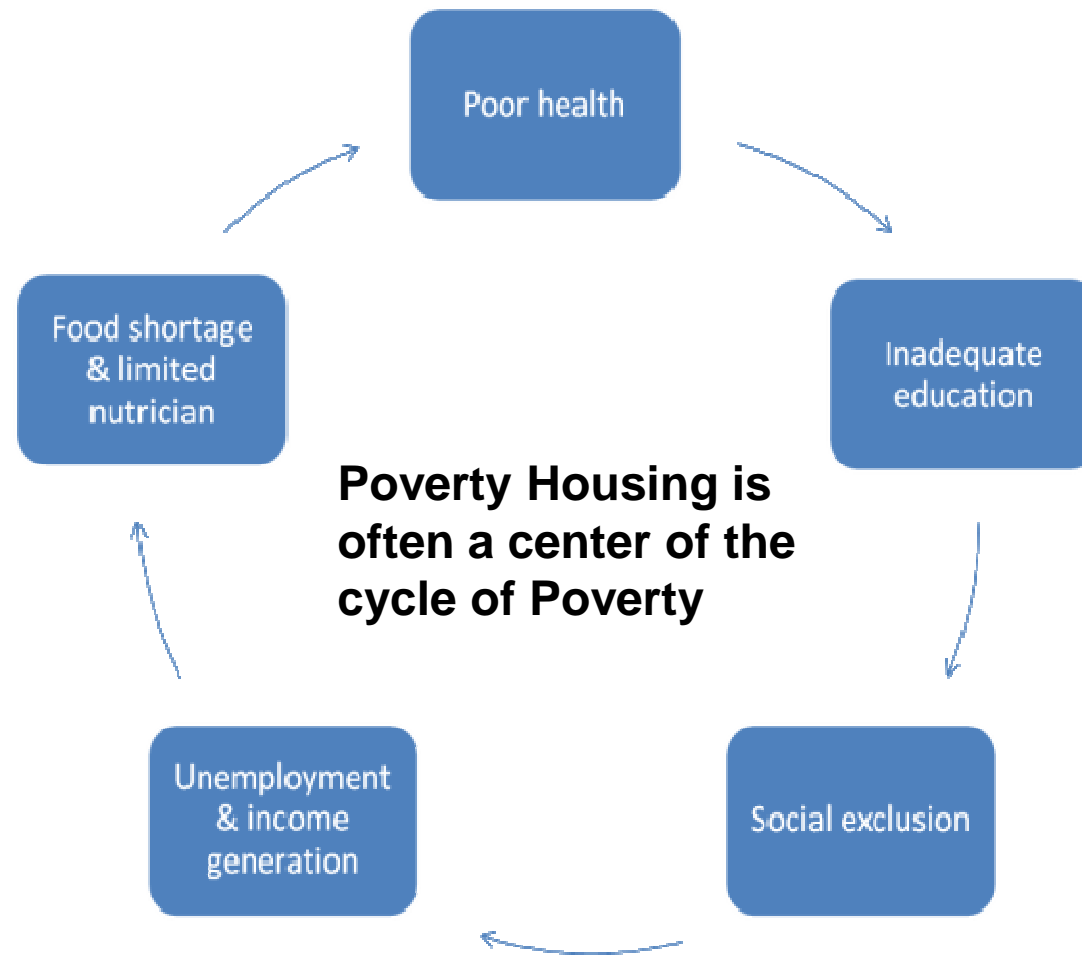 Poor health
Inadequate
education
Social exclusion
Unemployment
& income
generation
Food shortage
& limited
nutrician
Poverty Housing is
often a center of the
cycle of Poverty